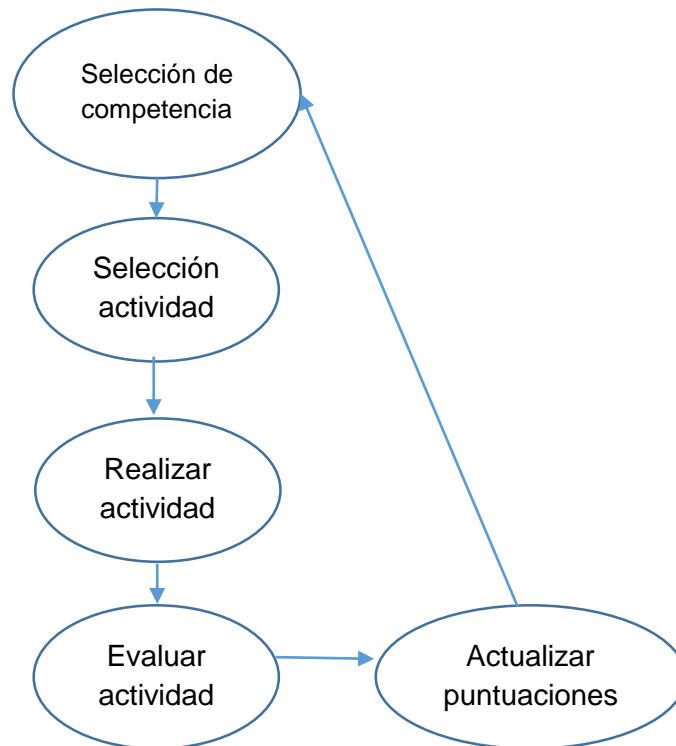 Selección de
competencia
Selección
actividad
Realizar
actividad
Evaluar
actividad
Actualizar
puntuaciones